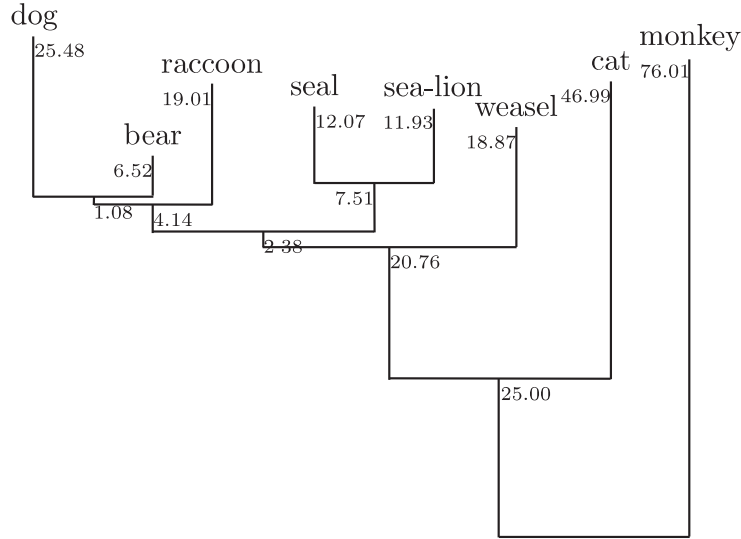 dog
25.48
monkey
76.01
cat
46.99
raccoon
19.01
seal
12.07
sea-lion
11.93
weasel
18.87
bear
6.52
7.51
1.08
4.14
2.38
20.76
25.00